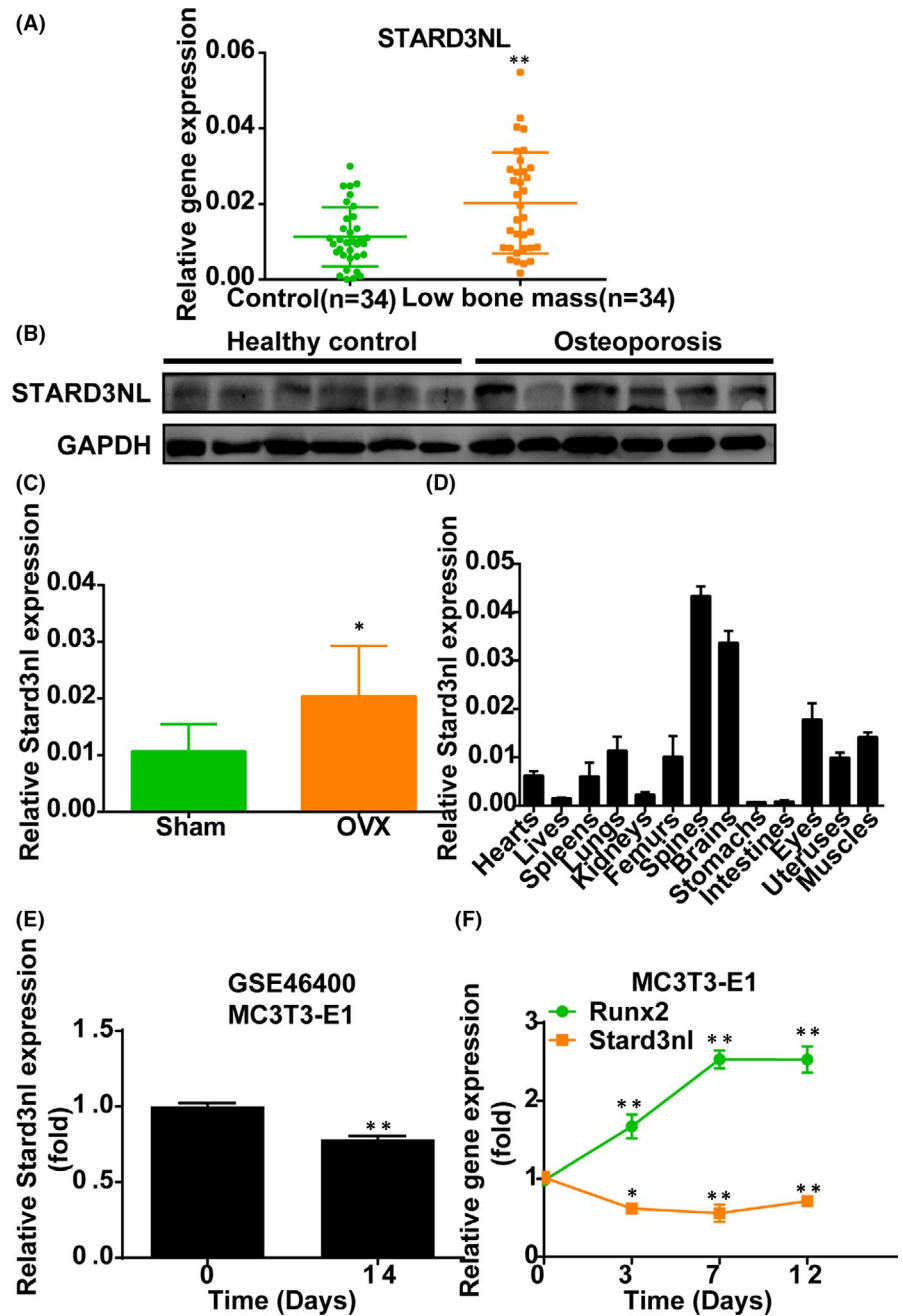 (A)
STARD3NL
**
Relative gene expression
0.06
0.04
0.02
0.00
Control(n=34)
Low bone mass(n=34)
(B)
Healthy control
Osteoporosis
STARD3NL
GAPDH
(C)
Relative Stard3nl expression
0.04
0.03
0.02
0.01
0.00
*
Sham
OVX
(D)
Relative Stard3nl expression
0.05
0.04
0.03
0.02
0.01
0.00
Hearts
Lives
Spleens
Lungs
Kidneys
Femurs
Spines
Brains
Stomachs
Intestines
Eyes
Uteruses
Muscles
(E)
GSE46400
MC3T3-E1
Relative Stard3nl expression
(fold)
1.5
1.0
0.5
0.0
**
0
14
Time (Days)
(F)
MC3T3-E1
Runx2
Stard3nl
Relative gene expression
(fold)
3
2
1
0
**
**
**
*
**
**
0
3
7
12
Time (Days)